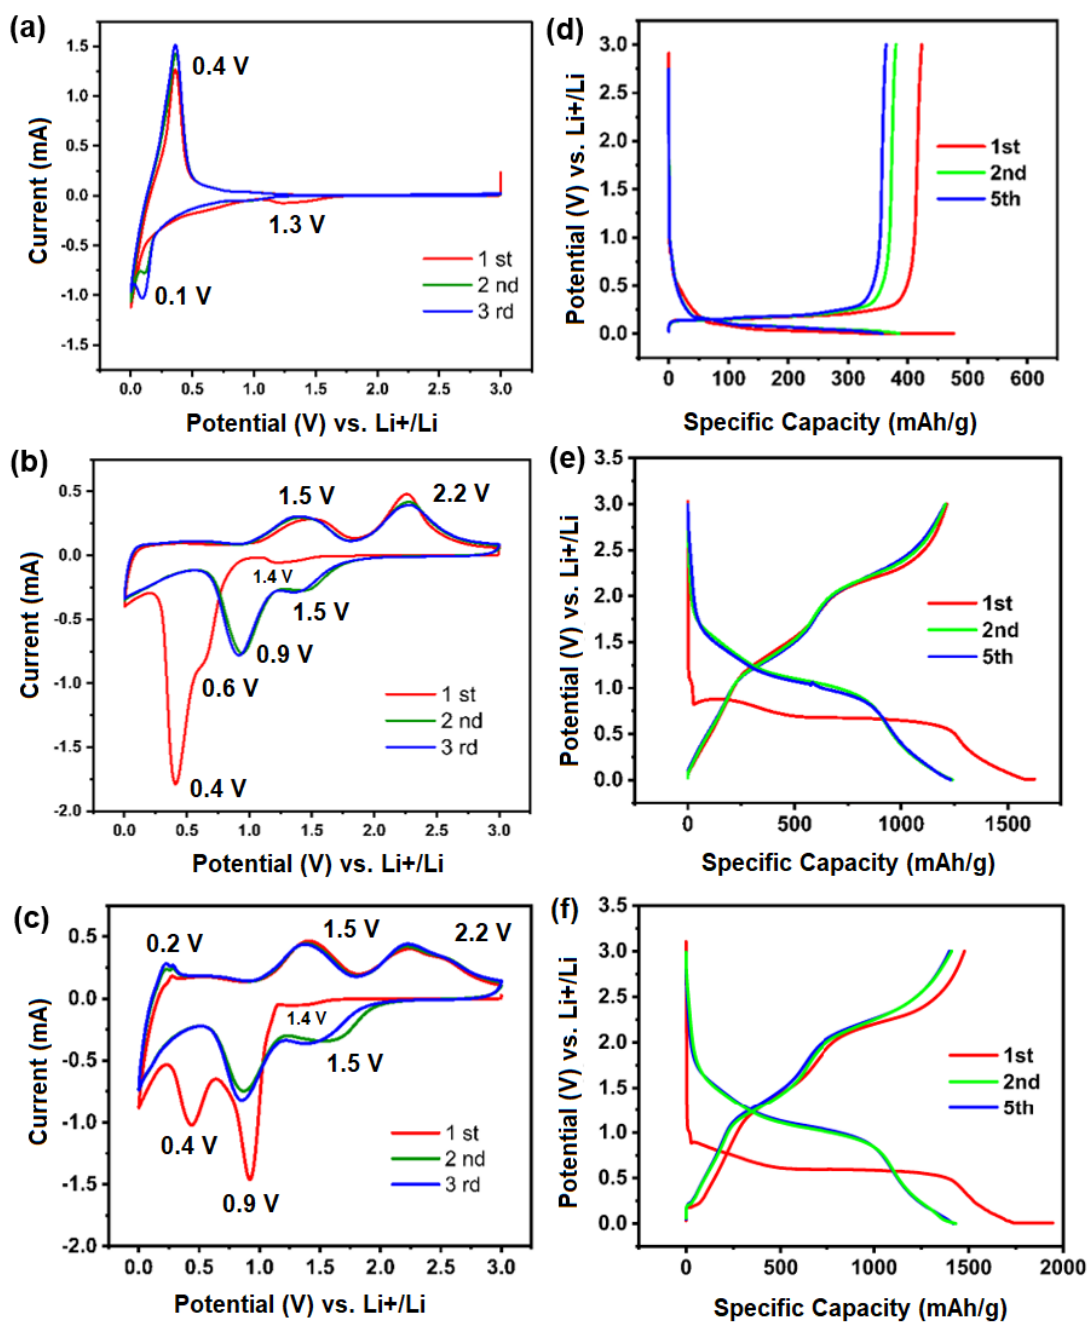 (a)
1.5
1.0
0.5
0.0
-0.5
-1.0
-1.5
Current (mA)
0.4 V
1.3 V
0.1 V
1 st
2 nd
3 rd
0.0 0.5 1.0 1.5 2.0 2.5 3.0
Potential (V) vs. Li+/Li
(d)
3.0
2.5
2.0
1.5
1.0
0.5
0.0
Potential (V) vs. Li+/Li
1st
2nd
5th
0 100 200 300 400 500 600
Specific Capacity (mAh/g)
(b)
0.5
0.0
-0.5
-1.0
-1.5
-2.0
Current (mA)
1.5 V
2.2 V
1.4 V
1.5 V
0.9 V
0.6 V
0.4 V
1 st
2 nd
3 rd
0.0 0.5 1.0 1.5 2.0 2.5 3.0
Potential (V) vs. Li+/Li
(e)
3.5
3.0
2.5
2.0
1.5
1.0
0.5
0.0
Potential (V) vs. Li+/Li
1st
2nd
5th
0 500 1000 1500
Specific Capacity (mAh/g)
(c)
0.5
0.0
-0.5
-1.0
-1.5
-2.0
Current (mA)
0.2 V
1.5 V
2.2 V
1.4 V
1.5 V
0.4 V
0.9 V
1 st
2 nd
3 rd
0.0 0.5 1.0 1.5 2.0 2.5 3.0
Potential (V) vs. Li+/Li
(f)
3.5
3.0
2.5
2.0
1.5
1.0
0.5
0.0
Potential (V) vs. Li+/Li
1st
2nd
5th
0 500 1000 1500 2000
Specific Capacity (mAh/g)